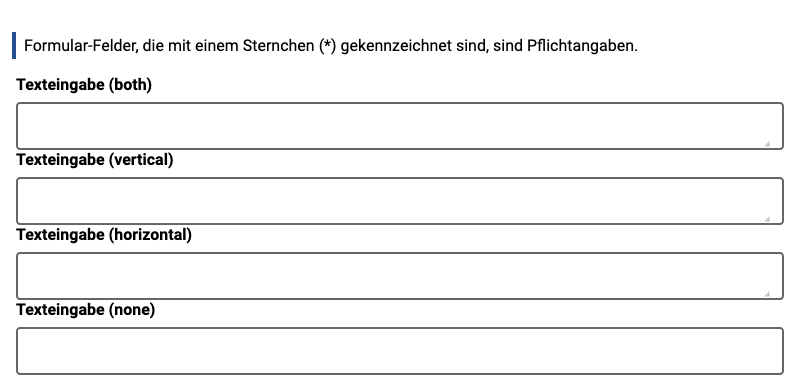 Formular-Felder, die mit einem Sternchen (*) gekennzeichnet sind, sind Pflichtangaben.
Texteingabe (both)
Texteingabe (vertical)
Texteingabe (horizontal)
Texteingabe (none)